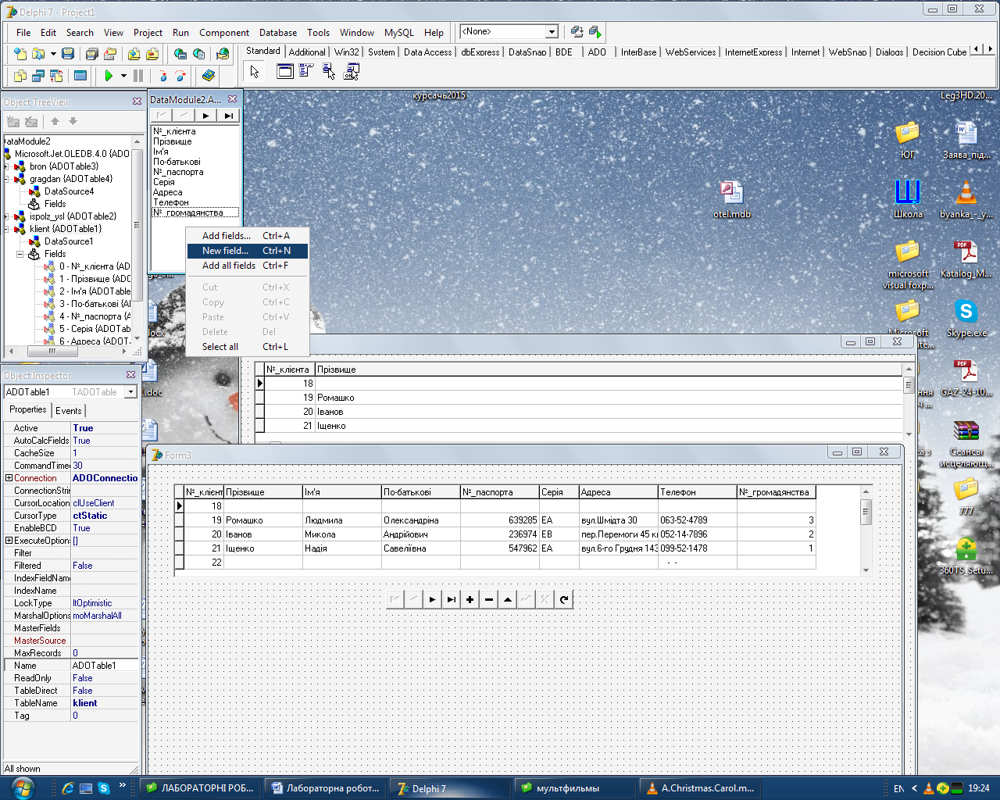 Delphi 7 - Project1
File Edit Search View Project Run Component Database Tools Window MySQL Help
<None>
Standard Additional Win32 System Data Access dbExpress DataSnap BDE ADO InterBase WebServices InternetExpress Internet WebSnap Dialogs Decision Cube
Object TreeView
DataModule2.A...
курсачь2015
Leg3HD.20...
ataModule2
Microsoft.Jet.OLEDB.4.0 {ADO
bron {ADOTable3}
gragdan {ADOTable4}
DataSource4
Fields
ispolz_ysl {ADOTable2}
klient {ADOTable1}
DataSource1
Fields
0 - №_клієнта {ADO
1 - Прізвище {ADC
2 - Ім'я {ADOTable
3 - По-батькові {AI
4 - №_паспорта {A
5 - Серія {ADOTab
6 - Адреса {ADOT
№_клієнта
Прізвище
Ім'я
По-батькові
№_паспорта
Серія
Адреса
Телефон
№_громадянства
Add fields... Ctrl+A
New field... Ctrl+N
Add all fields Ctrl+F
Cut Ctrl+X
Copy Ctrl+C
Paste Ctrl+V
Delete Del
Select all Ctrl+L
ЮГ
Заява_під...
otel.mdb
Школа
byanka_-_y...
microsoft
visual foxp...
Katalog_M...
Microsoft
Skype.exe
GAZ-24-10...
Сеансы
исцеляющ...
777
360TS_Setu...
ocx
.doc
Object Inspector
ADOTable1 TADOTable
Properties Events
Active True
AutoCalcFields True
CacheSize 1
CommandTimeo 30
Connection ADOConnectio
ConnectionStrin
CursorLocation clUseClient
CursorType ctStatic
EnableBCD True
ExecuteOptions []
Filter
Filtered False
IndexFieldName
IndexName
LockType ltOptimistic
MarshalOptions moMarshalAll
MasterFields
MasterSource
MaxRecords 0
Name ADOTable1
ReadOnly False
TableDirect False
TableName klient
Tag 0
All shown
№_клієнта Прізвище
18
19 Ромашко
20 Іванов
21 Іщенко
Form3
№_клієнт Прізвище Ім'я По-батькові №_паспорта Серія Адреса Телефон №_громадянства
18
19 Ромашко Людмила Олександріна 639285 EA вул.Шмідта 30 063-52-4789 3
20 Іванов Микола Андрійович 236974 EB пер.Перемоги 45 к 052-14-7896 2
21 Іщенко Надія Савеліївна 547962 EA вул.6-го Грудня 143 099-52-1478 1
22 - -
ЛАБОРАТОРНІ РОБ... Лабораторна робот... Delphi 7 мультфильмы A.Christmas.Carol.m... EN 19:24